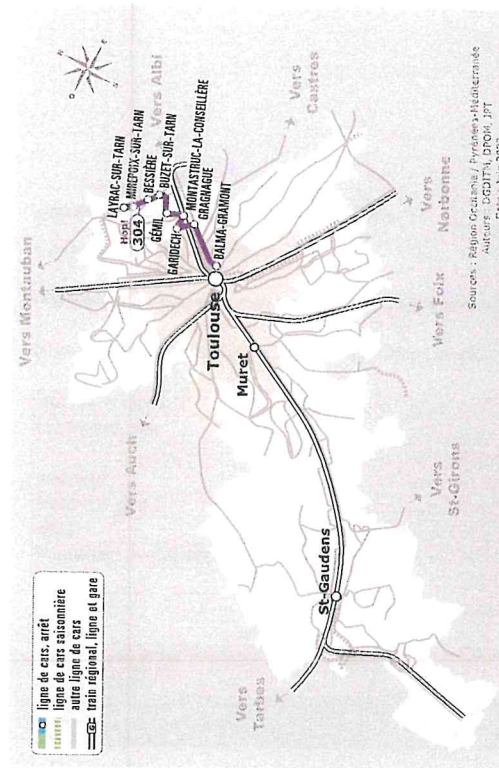 ligne de cars, arrêt
ligne de cars saisonnière
autre ligne de cars
train régional, ligne et gare
Vers Montauban
LAYRAC-SUR-TARN
Hop!
MIREPOIX-SUR-TARN
304
BESSIÈRE
Vers Albi
BUZET-SUR-TARN
GÉMIL
MONTASTRUC-LA-CONSEILLÈRE
GARIDECH
GRAGNAGUE
BALMA-GRAMONT
Vers
Castres
Vers Auch
Toulouse
Muret
Vers
Narbonne
Vers Foix
Vers
St-Girons
St-Gaudens
Vers
Tarbes
Sources : Région Occitanie / Pyrénées-Méditerranée
Auteurs : DGDITM, DPOM, JPT